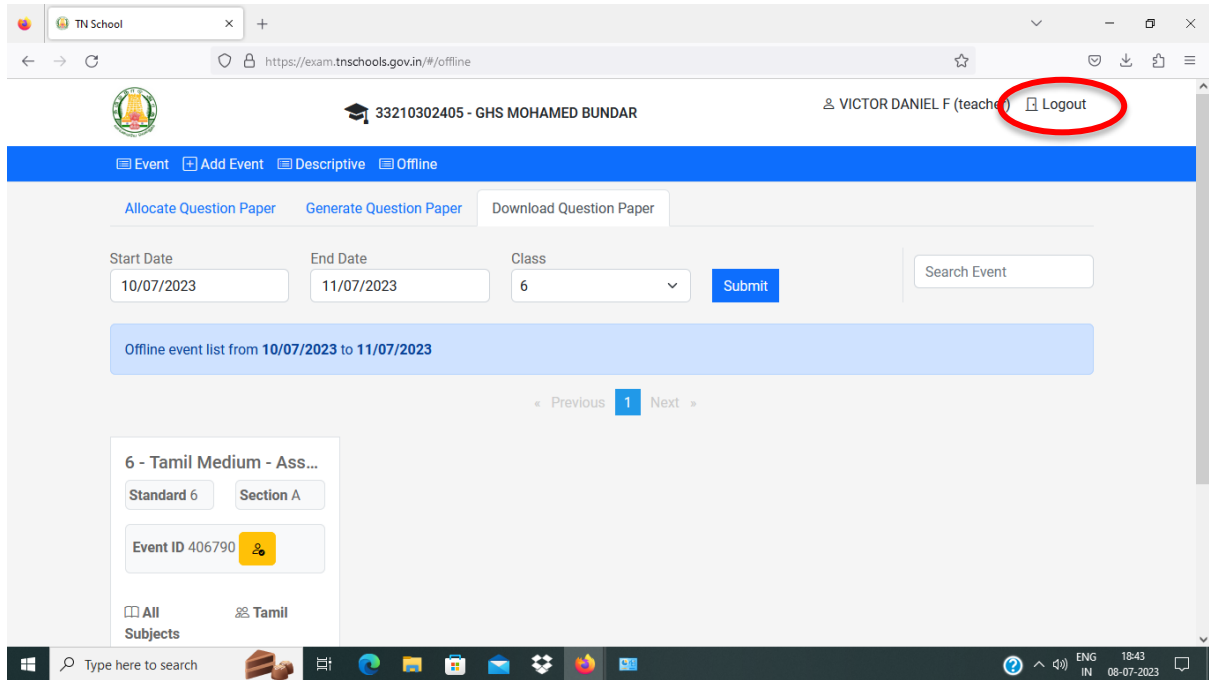 TN School
https://exam.tnschools.gov.in/#/offline
332210302405 - GHS MOHAMED BUNDAR
VICTOR DANIEL F (teacher) Logout
Event Add Event Descriptive Offline
Allocate Question Paper Generate Question Paper Download Question Paper
Start Date End Date Class
10/07/2023 11/07/2023 6 Submit Search Event
Offline event list from 10/07/2023 to 11/07/2023
« Previous 1 Next »
6 - Tamil Medium - Ass...
Standard 6 Section A
Event ID 406790
All Tamil
Subjects
Type here to search
ENG 18:43
IN 08-07-2023